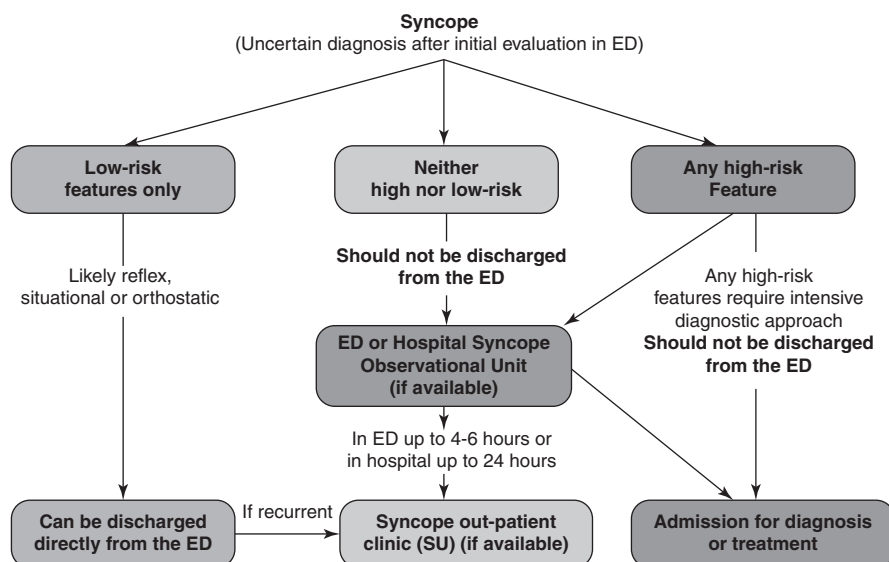 Syncope
(Uncertain diagnosis after initial evaluation in ED)
Low-risk
features only
Neither
high nor low-risk
Any high-risk
Feature
Likely reflex,
situational or orthostatic
Should not be discharged
from the ED
Any high-risk
features require intensive
diagnostic approach
Should not be discharged
from the ED
ED or Hospital Syncope
Observational Unit
(if available)
In ED up to 4-6 hours or
in hospital up to 24 hours
Can be discharged
directly from the ED
If recurrent
Syncope out-patient
clinic (SU) (if available)
Admission for diagnosis
or treatment